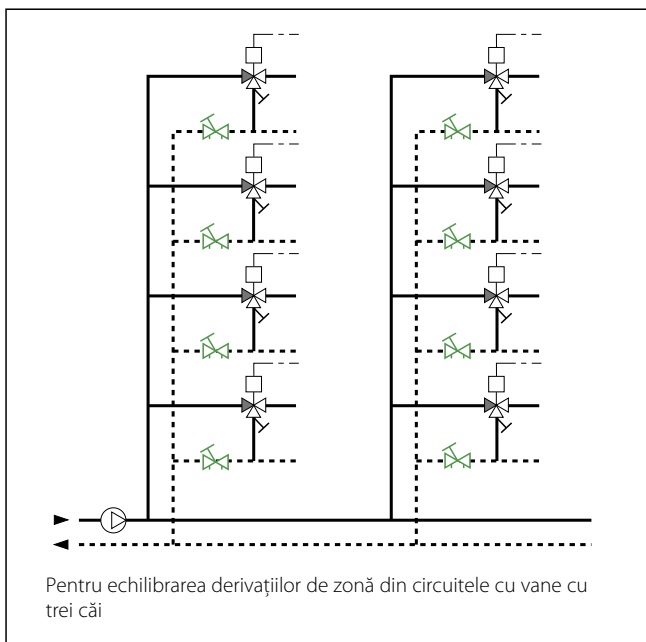 Pentru echilibrarea derivațiilor de zonă din circuitele cu vane cu
trei căi